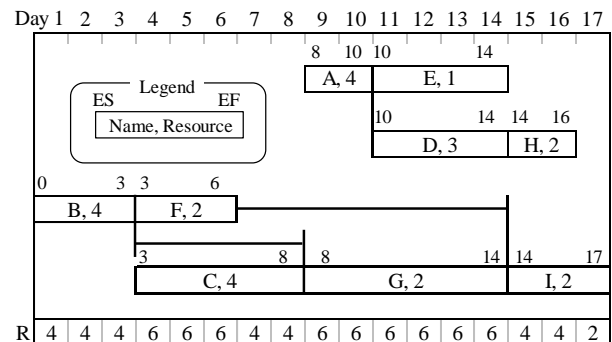 Day 1 2 3 4 5 6 7 8 9 10 11 12 13 14 15 16 17
8 10 10 14
A, 4 E, 1
Legend
ES EF
Name, Resource
10 14 14 16
D, 3 H, 2
0 3 3 6
B, 4 F, 2
3 8 8 14 14 17
C, 4 G, 2 I, 2
R 4 4 4 6 6 6 4 4 6 6 6 6 6 6 4 4 2